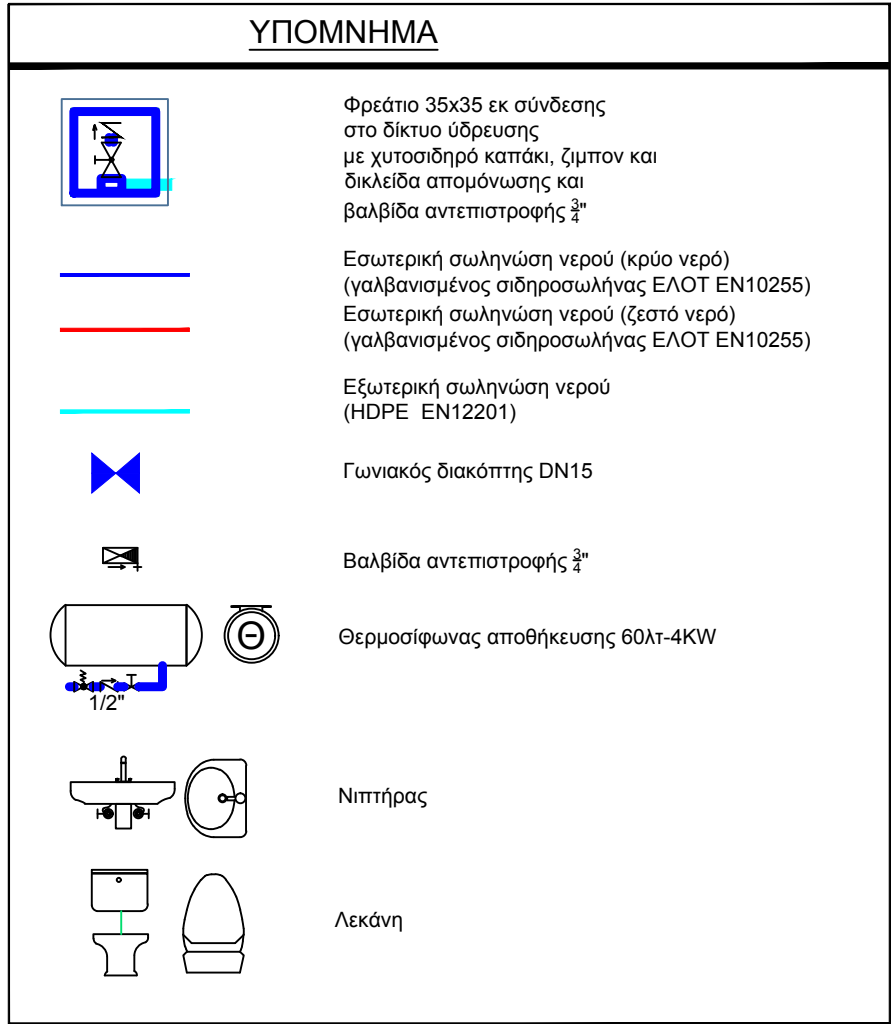 ΥΠΟΜΝΗΜΑ
Φρεάτιο 35x35 εκ σύνδεσης
στο δίκτυο ύδρευσης
με χυτοσιδηρό καπάκι, ζιμπον και
δικλείδα απομόνωσης και
βαλβίδα αντεπιστροφής 3/4"
Εσωτερική σωληνώση νερού (κρύο νερό)
(γαλβανισμένος σιδηροσωλήνας ΕΛΟΤ EN10255)
Εσωτερική σωληνώση νερού (ζεστό νερό)
(γαλβανισμένος σιδηροσωλήνας ΕΛΟΤ EN10255)
Εξωτερική σωληνώση νερού
(HDPE EN12201)
Γωνιακός διακόπτης DN15
Βαλβίδα αντεπιστροφής 3/4"
Θ
Θερμοσίφωνας αποθήκευσης 60λτ-4KW
1/2"
Νιπτήρας
Λεκάνη